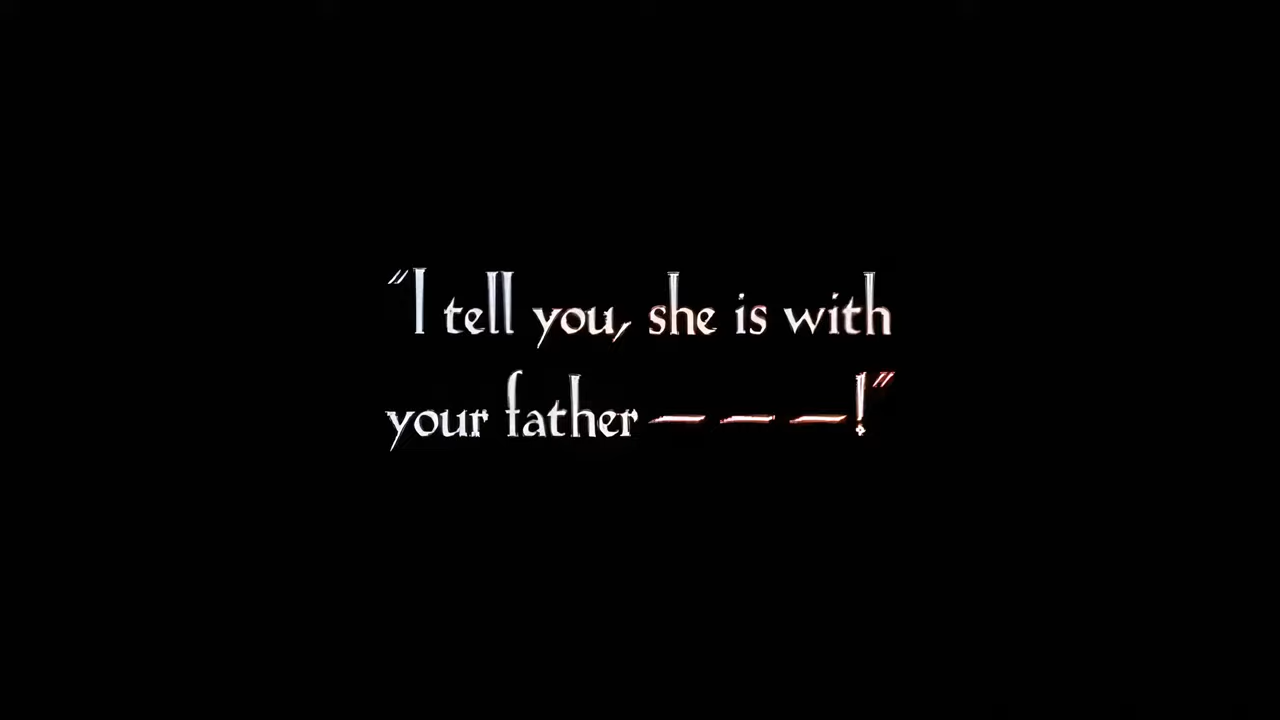 "I tell you, she is with
your father — — —!"